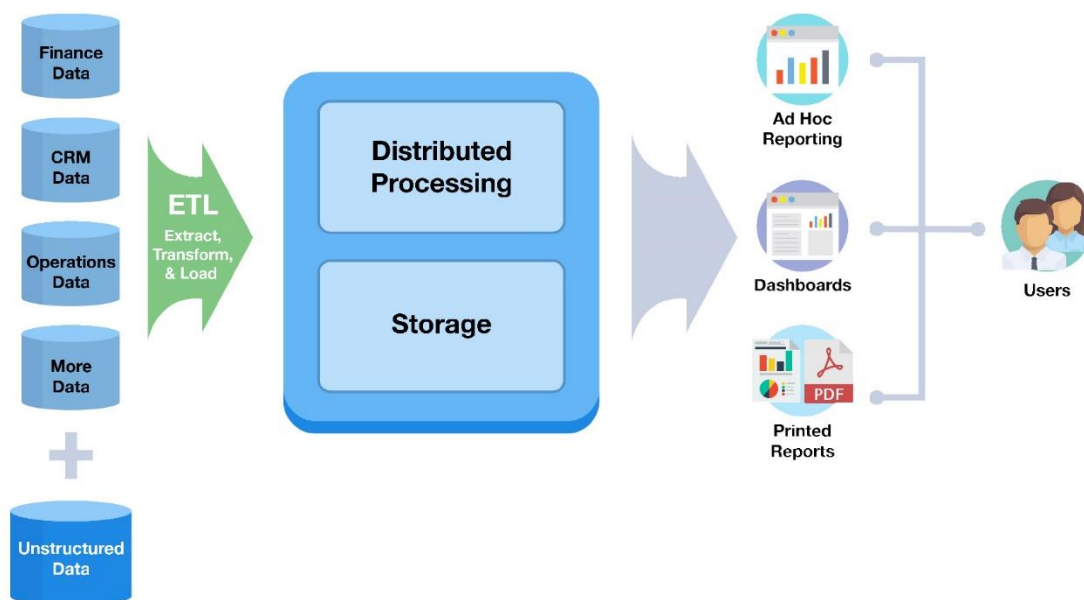 Finance
Data
CRM
Data
Operations
Data
More
Data
Unstructured
Data
ETL
Extract,
Transform,
& Load
Distributed
Processing
Storage
Ad Hoc
Reporting
Dashboards
PDF
Printed
Reports
Users